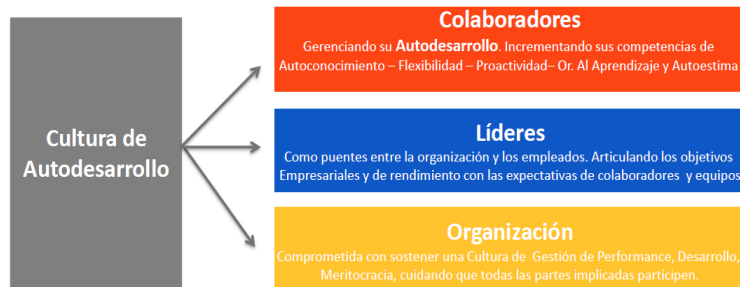 Cultura de
Autodesarrollo
Colaboradores
Gerenciando su Autodesarrollo. Incrementando sus competencias de
Autoconocimiento – Flexibilidad – Proactividad– Or. Al Aprendizaje y Autoestima
Líderes
Como puentes entre la organización y los empleados. Articulando los objetivos
Empresariales y de rendimiento con las expectativas de colaboradores y equipos
Organización
Comprometida con sostener una Cultura de Gestión de Performance, Desarrollo,
Meritocracia, cuidando que todas las partes implicadas participen.